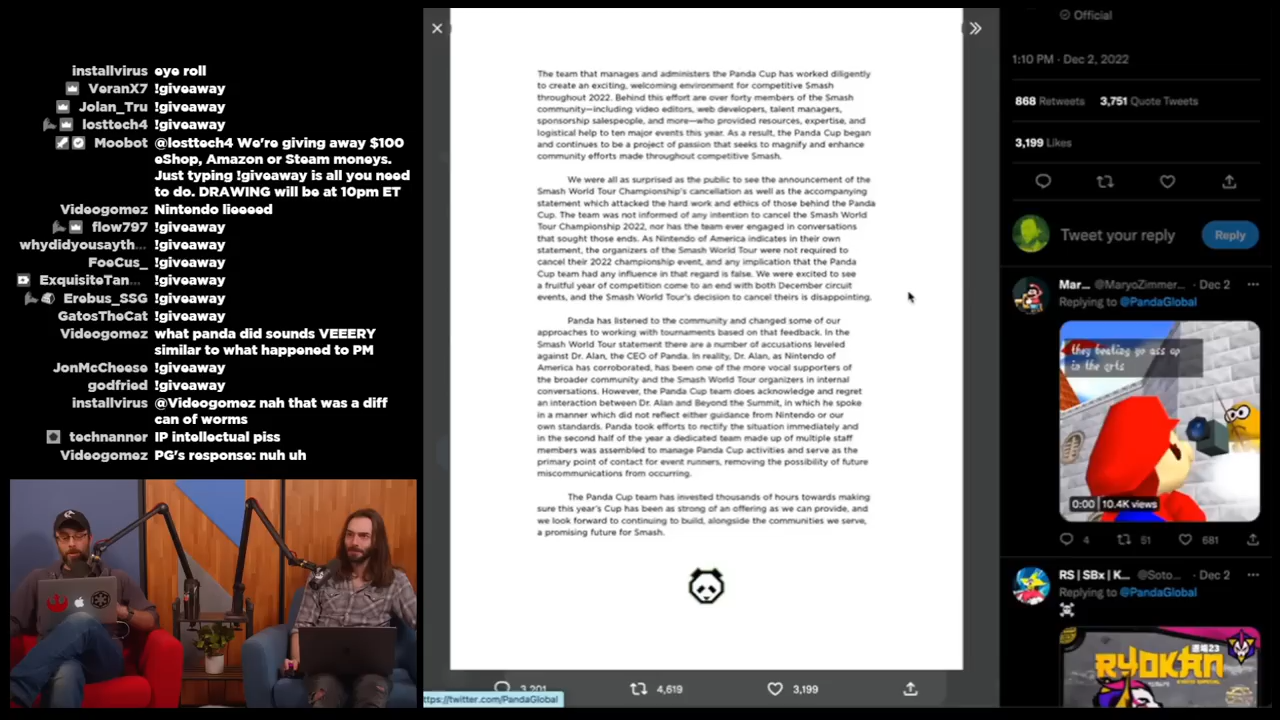 installvirus eye roll
VeranX7 !giveaway
Jolan_Tru !giveaway
losttech4 !giveaway
@losttech4 We're giving away $100
eShop, Amazon or Steam moneys.
Just typing !giveaway is all you need
to do. DRAWING will be at 10pm ET
Videogomez Nintendo lieeeed
!giveaway
whydidyousayth... !giveaway
FoxCus_ !giveaway
ExquisiteTan... !giveaway
Ebolus_SSG !giveaway
GatosTheCat !giveaway
Videogomez what panda did sounds VEEERY
similar to what happened to PM
JonnieChoate !giveaway
godfried !giveaway
installvirus @Videogomez nah that was a diff
can of worms
IP intellectual piss
Videogomez PG's response: nuh uh
The team that manages and administers the Panda Cup has worked diligently
to create an exciting, welcoming environment for competitive Smash
throughout 2022. Behind this effort are over forty members of the Smash
community—including video editors, web developers, talent managers,
sponsorship salespeople, and more—who provided resources, expertise, and
logistical help to ten major events this year. As a result, the Panda Cup began
and continues to be a project of passion that seeks to magnify and enhance
community efforts made throughout competitive Smash.
We were all as surprised as the public to see the announcement of the
Smash World Tour Championship's cancellation as well as the accompanying
statement which attacked the hard work and ethics of those behind the Panda
Cup. The team was not informed of any intention to cancel the Smash World
Tour Championship 2022, nor has the team ever engaged in conversations
that sought those ends. As Nintendo of America indicates in their own
statement, the organizers of the Smash World Tour were not required to
cancel their 2022 championship event, and any implication that the Panda
Cup team had any influence in that regard is false. We were excited to see
a fruitful year of competition come to an end with both December circuit
events, and the Smash World Tour's decision to cancel theirs is disappointing.
Panda has listened to the community and changed some of our
approaches to working with tournaments based on that feedback. In the
Smash World Tour statement there are a number of accusations leveled
against Dr. Alan, the CEO of Panda. In reality, Dr. Alan, as Nintendo of
America has corroborated, has been one of the more vocal supporters of
the broader community and the Smash World Tour organizers in internal
conversations. However, the Panda Cup team does acknowledge and regret
an interaction between Dr. Alan and Beyond the Summit, in which he spoke
in a manner which did not reflect either guidance from Nintendo or our
own standards. Panda took efforts to rectify the situation immediately and
in the second half of the year a dedicated team made up of multiple staff
members was assembled to manage Panda Cup activities and serve as the
primary point of contact for event runners, removing the possibility of future
miscommunications from occurring.
The Panda Cup team has invested thousands of hours towards making
sure this year's Cup has been as strong of an offering as we can provide, and
we look forward to continuing to build, alongside the communities we serve,
a promising future for Smash.
3,201 4,619 3,199
https://twitter.com/PandaGlobal
Official
1:10 PM · Dec 2, 2022
868 Retweets 3,751 Quote Tweets
3,199 Likes
Tweet your reply Reply
Mar... @MaryoZimmer... · Dec 2
Replying to @PandaGlobal
in the
0:00 10.4K views
4 51 681
RS | SBx | K... @Soto... · Dec 2
Replying to @PandaGlobal
RYOKAN